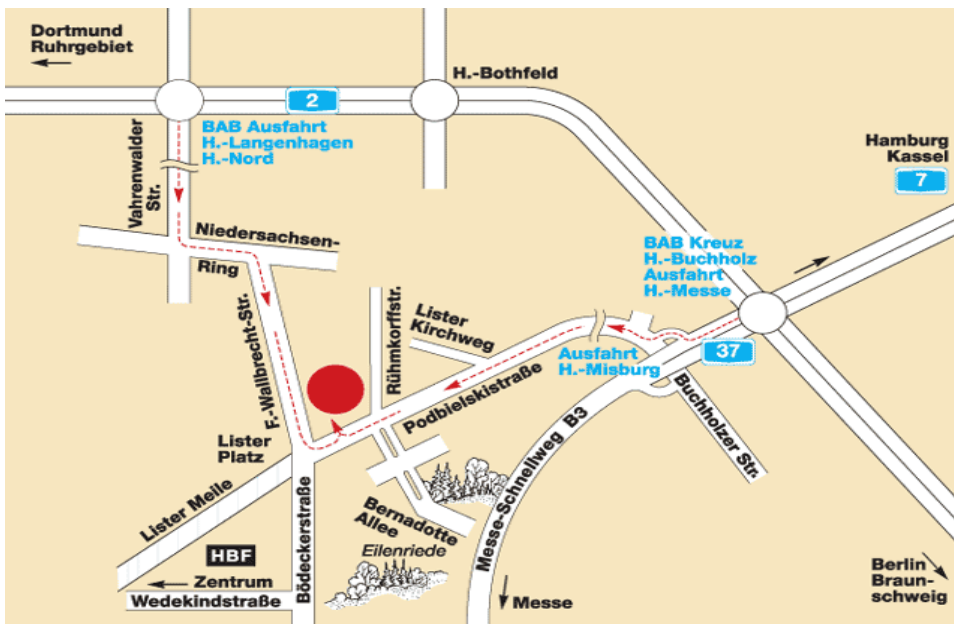 Dortmund
Ruhrgebiet
H.-Bothfeld
2
BAB Ausfahrt
H.-Langenhagen
H.-Nord
Hamburg
Kassel
7
Vahrenwalder
Str.
Niedersachsen-
Ring
BAB Kreuz
H.-Buchholz
Ausfahrt
H.-Messe
F.-Wallbrecht-Str.
Rühmkorffstr.
Lister
Kirchweg
Ausfahrt
H.-Misburg
37
Podbielskistraße
Buchholzer Str.
Lister
Platz
Messe-Schnellweg B3
Lister Meile
Bödeckerstraße
Bernadotte
Allee
Eilenriede
HBF
Zentrum
Wedekindstraße
Messe
Berlin
Braun-
schweig